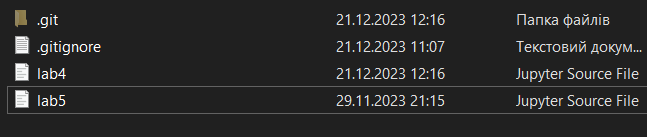 .git 21.12.2023 12:16 Папка файлів
.gitignore 21.12.2023 11:07 Текстовий докум...
lab4 21.12.2023 12:16 Jupyter Source File
lab5 29.11.2023 21:15 Jupyter Source File